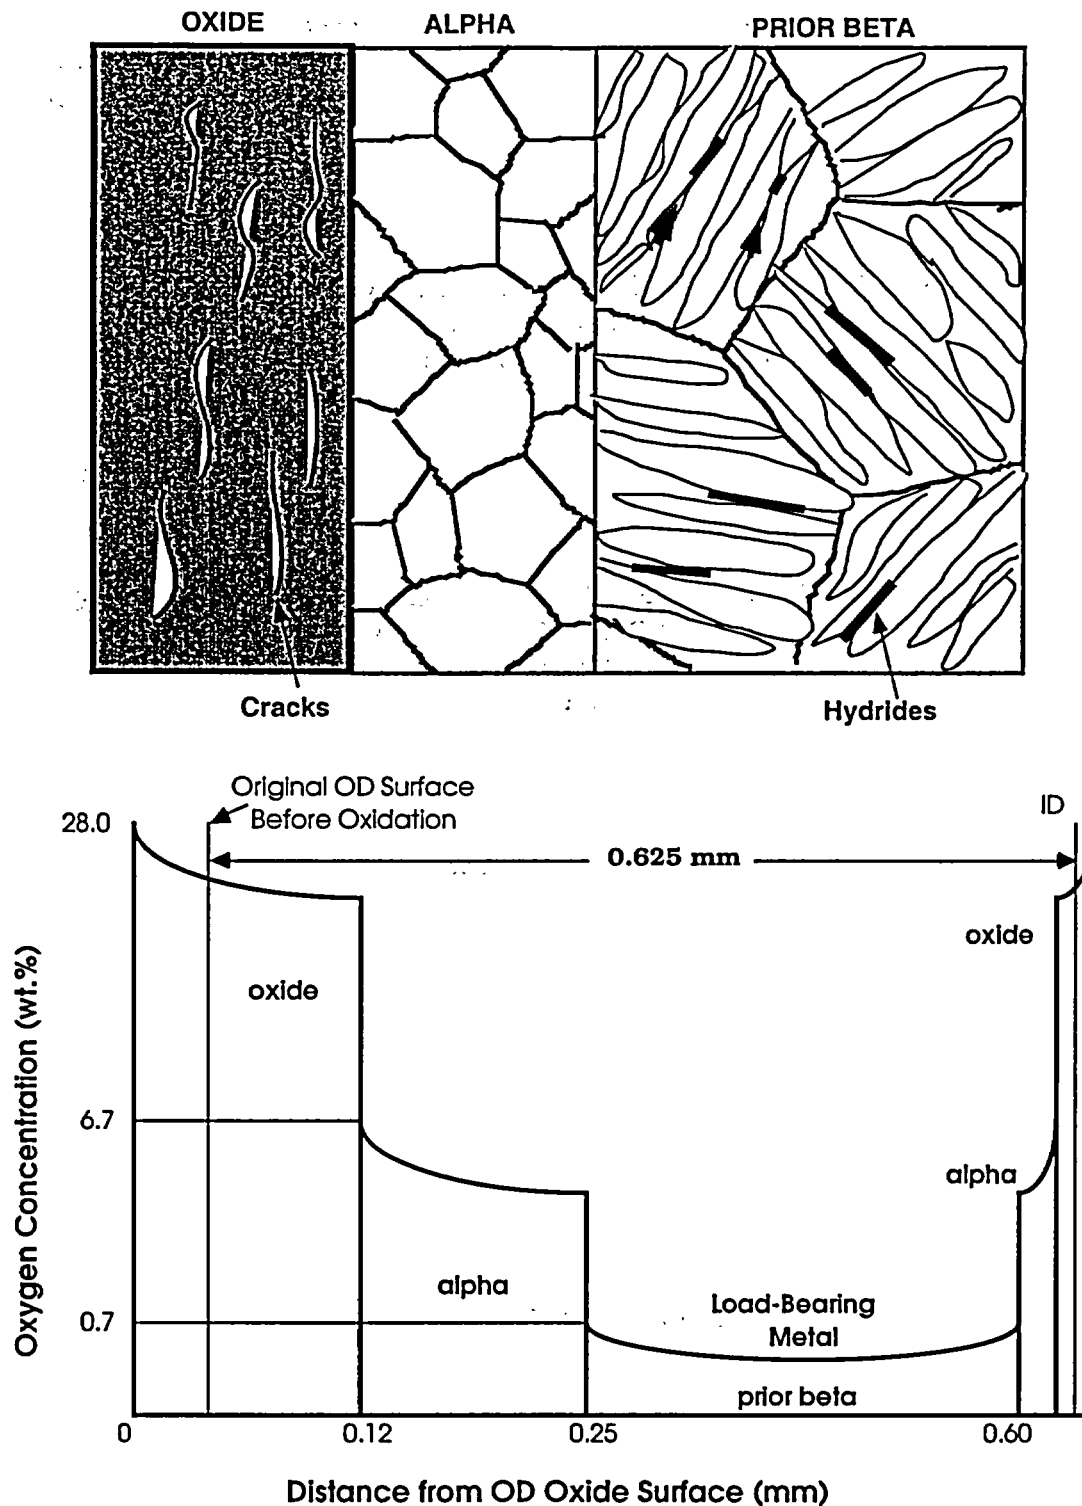 OXIDE
ALPHA
PRIOR BETA
Cracks
Hydrides
Original OD Surface
Before Oxidation
ID
28.0
0.625 mm
oxide
oxide
6.7
alpha
alpha
0.7
Load-Bearing
Metal
prior beta
0
0.12
0.25
0.60
Oxygen Concentration (wt.%)
Distance from OD Oxide Surface (mm)